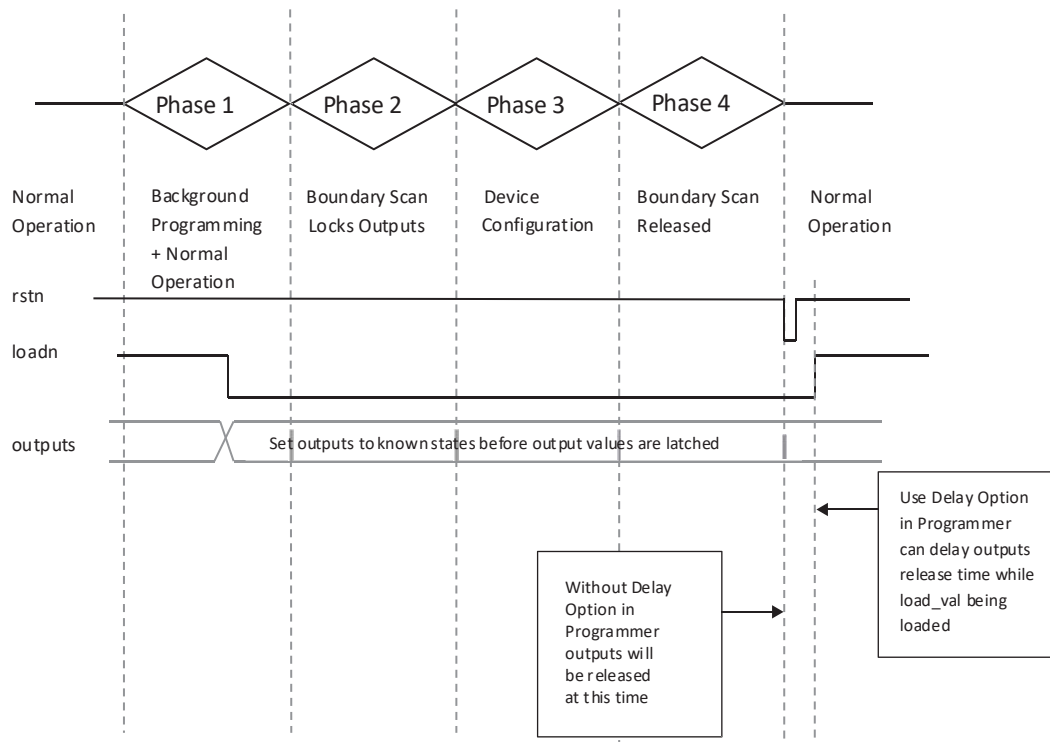 Phase 1
Phase 2
Phase 3
Phase 4
Normal
Operation
Background
Programming
+ Normal
Operation
Boundary Scan
Locks Outputs
Device
Configuration
Boundary Scan
Released
Normal
Operation
rstn
loadn
outputs
Set outputs to known states before output values are latched
Use Delay Option
in Programmer
can delay outputs
release time while
load_val being
loaded
Without Delay
Option in
Programmer
outputs will
be released
at this time